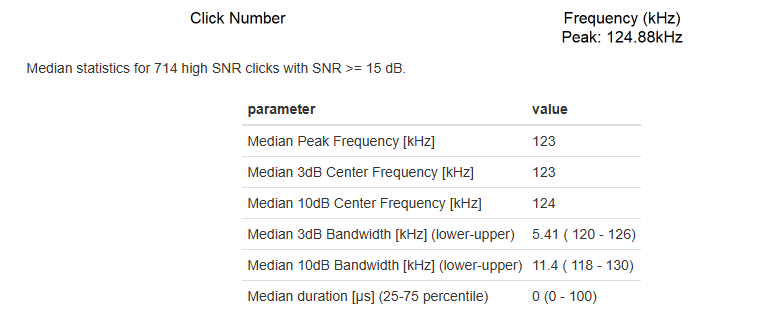 Click Number
Frequency (kHz)
Peak: 124.88kHz
Median statistics for 714 high SNR clicks with SNR >= 15 dB.
parameter value
Median Peak Frequency [kHz] 123
Median 3dB Center Frequency [kHz] 123
Median 10dB Center Frequency [kHz] 124
Median 3dB Bandwidth [kHz] (lower-upper) 5.41 ( 120 - 126)
Median 10dB Bandwidth [kHz] (lower-upper) 11.4 ( 118 - 130)
Median duration [µs] (25-75 percentile) 0 (0 - 100)